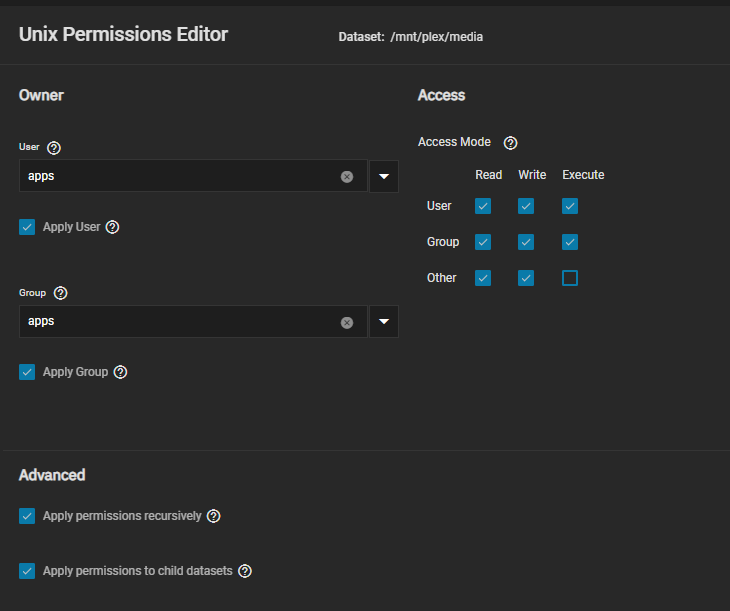 Unix Permissions Editor
Dataset: /mnt/plex/media
Owner
User
apps
Apply User
Group
apps
Apply Group
Access
Access Mode
Read Write Execute
User
Group
Other
Advanced
Apply permissions recursively
Apply permissions to child datasets